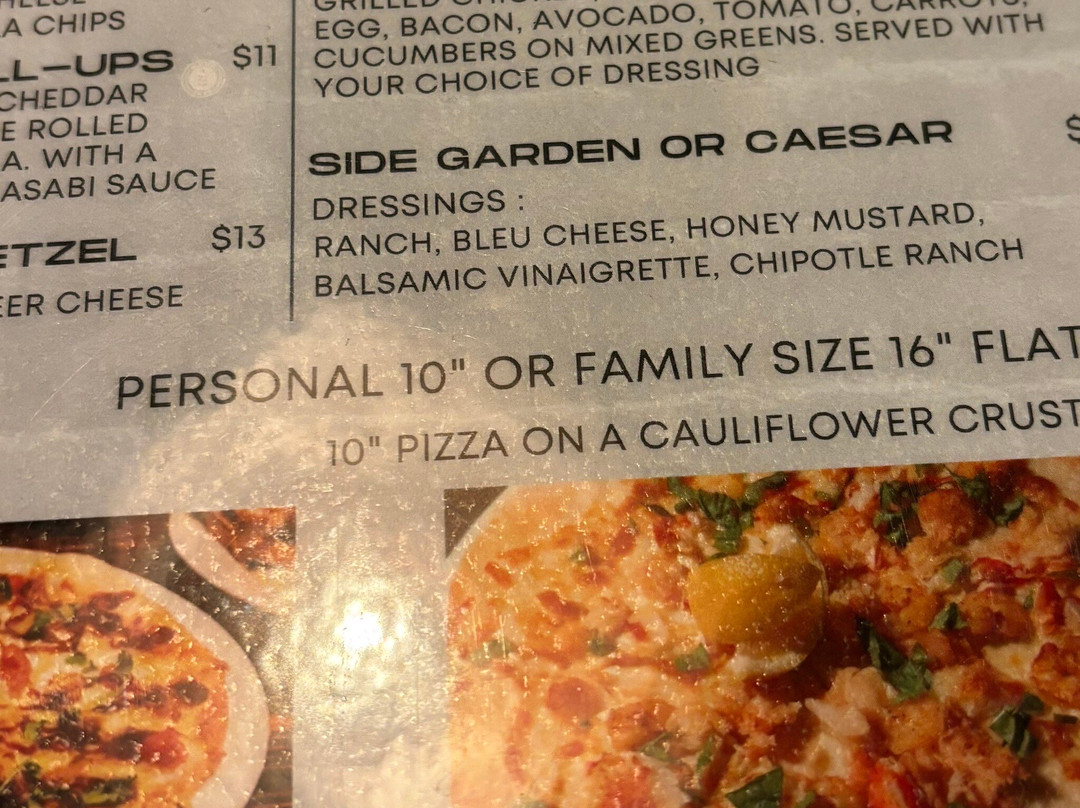 A CHIPS
LL-UPS $11
CHEDDAR
E ROLLED
A. WITH A
ASABI SAUCE
ETZEL $13
EER CHEESE
GRILLED
EGG, BACON, AVOCADO, TOMATO, CARROTS,
CUCUMBERS ON MIXED GREENS. SERVED WITH
YOUR CHOICE OF DRESSING
SIDE GARDEN OR CAESAR $
DRESSINGS :
RANCH, BLEU CHEESE, HONEY MUSTARD,
BALSAMIC VINAIGRETTE, CHIPOTLE RANCH
PERSONAL 10" OR FAMILY SIZE 16" FLAT
10" PIZZA ON A CAULIFLOWER CRUST